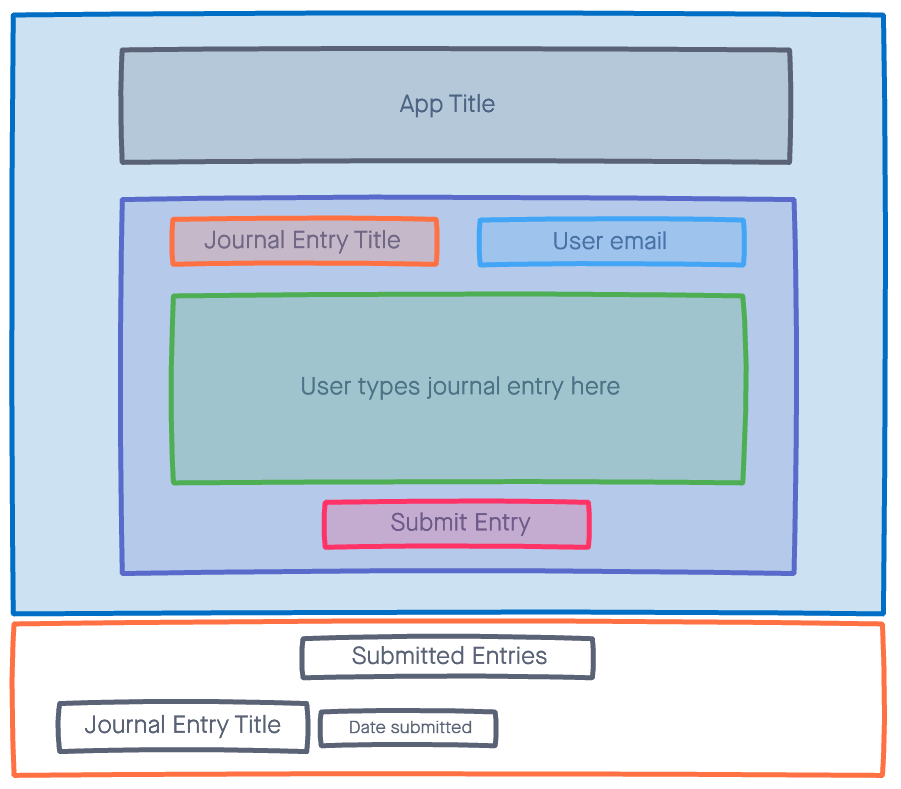 App Title
Journal Entry Title
User email
User types journal entry here
Submit Entry
Submitted Entries
Journal Entry Title
Date submitted